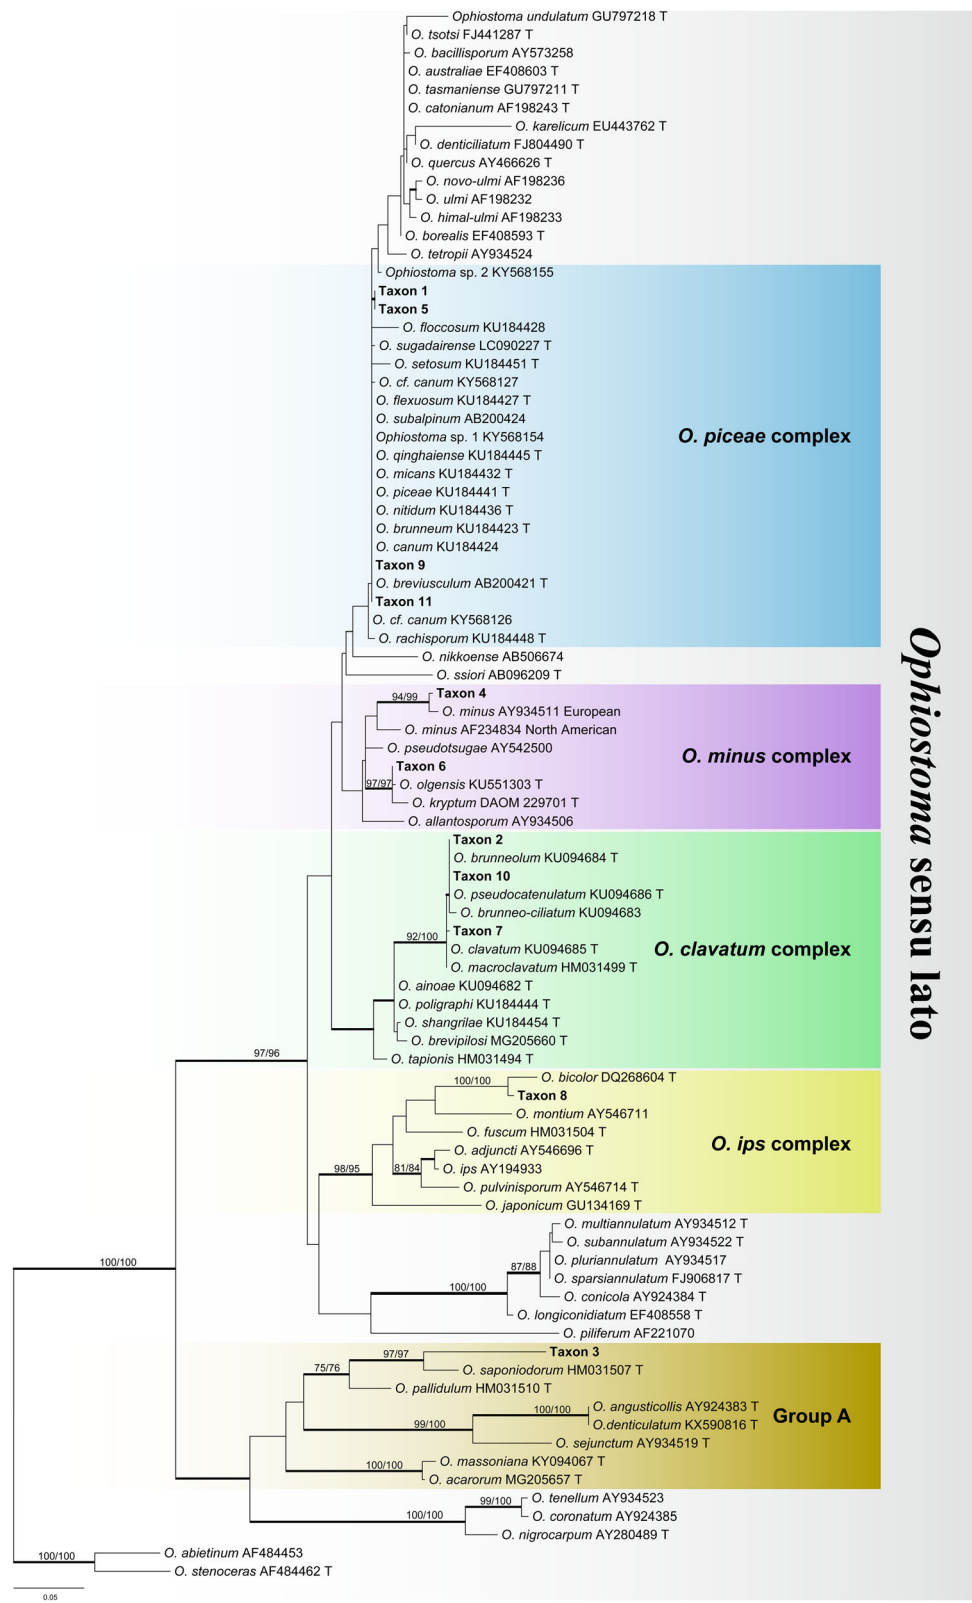 Ophiostoma undulatum GU797218 T
O. tsotsi FJ441287 T
O. bacillisporum AY573258
O. australiae EF408603 T
O. tasmaniense GU797211 T
O. catonianum AF198243 T
O. karelicum EU443762 T
O. denticiliatum FJ804490 T
O. quercus AY466626 T
O. novo-ulmi AF198236
O. ulmi AF198232
O. himal-ulmi AF198233
O. borealis EF408593 T
O. tetropii AY934524
Ophiostoma sp. 2 KY568155
Taxon 1
Taxon 5
O. floccosum KU184428
O. sugadairense LC090227 T
O. setosum KU184451 T
O. cf. canum KY568127
O. flexuosum KU184427 T
O. subalpinum AB200424
Ophiostoma sp. 1 KY568154
O. piceae complex
O. qinghaiense KU184445 T
O. micans KU184432 T
O. piceae KU184441 T
O. nitidum KU184436 T
O. brunneum KU184423 T
O. canum KU184424
Taxon 9
O. breviusculum AB200421 T
Taxon 11
O. cf. canum KY568126
O. rachisporum KU184448 T
O. nikkoense AB506674
O. ssiori AB096209 T
94/99
Taxon 4
O. minus AY934511 European
O. minus AF234834 North American
O. pseudotsugae AY542500
O. minus complex
Taxon 6
97/97
O. olgensis KU551303 T
O. kryptum DAOM 229701 T
O. allantosporum AY934506
Ophiostoma sensu lato
Taxon 2
O. brunneolum KU094684 T
Taxon 10
O. pseudocatenulatum KU094686 T
O. brunneo-ciliatum KU094683
Taxon 7
92/100
O. clavatum KU094685 T
O. clavatum complex
O. macroclavatum HM031499 T
O. ainoae KU094682 T
O. poligraphi KU184444 T
O. shangrilae KU184454 T
O. brevipilosi MG205660 T
97/96
O. tapionis HM031494 T
O. bicolor DQ268604 T
100/100
Taxon 8
O. montium AY546711
O. fuscum HM031504 T
O. ips complex
O. adjuncti AY546696 T
98/95
81/84
O. ips AY194933
O. pulvinisporum AY546714 T
O. japonicum GU134169 T
O. multiannulatum AY934512 T
O. subannulatum AY934522 T
O. pluriannulatum AY934517
100/100
87/88
O. sparsiannulatum FJ906817 T
100/100
O. conicola AY924384 T
O. longiconidiatum EF408558 T
O. piliferum AF221070
97/97
Taxon 3
75/76
O. saponiodorum HM031507 T
O. pallidulum HM031510 T
100/100
O. angusticollis AY924383 T
Group A
99/100
O.denticulatum KX590816 T
O. sejunctum AY934519 T
100/100
O. massoniana KY094067 T
O. acarorum MG205657 T
99/100
O. tenellum AY934523
100/100
O. coronatum AY924385
O. nigrocarpum AY280489 T
100/100
O. abietinum AF484453
O. stenoceras AF484462 T
0.05